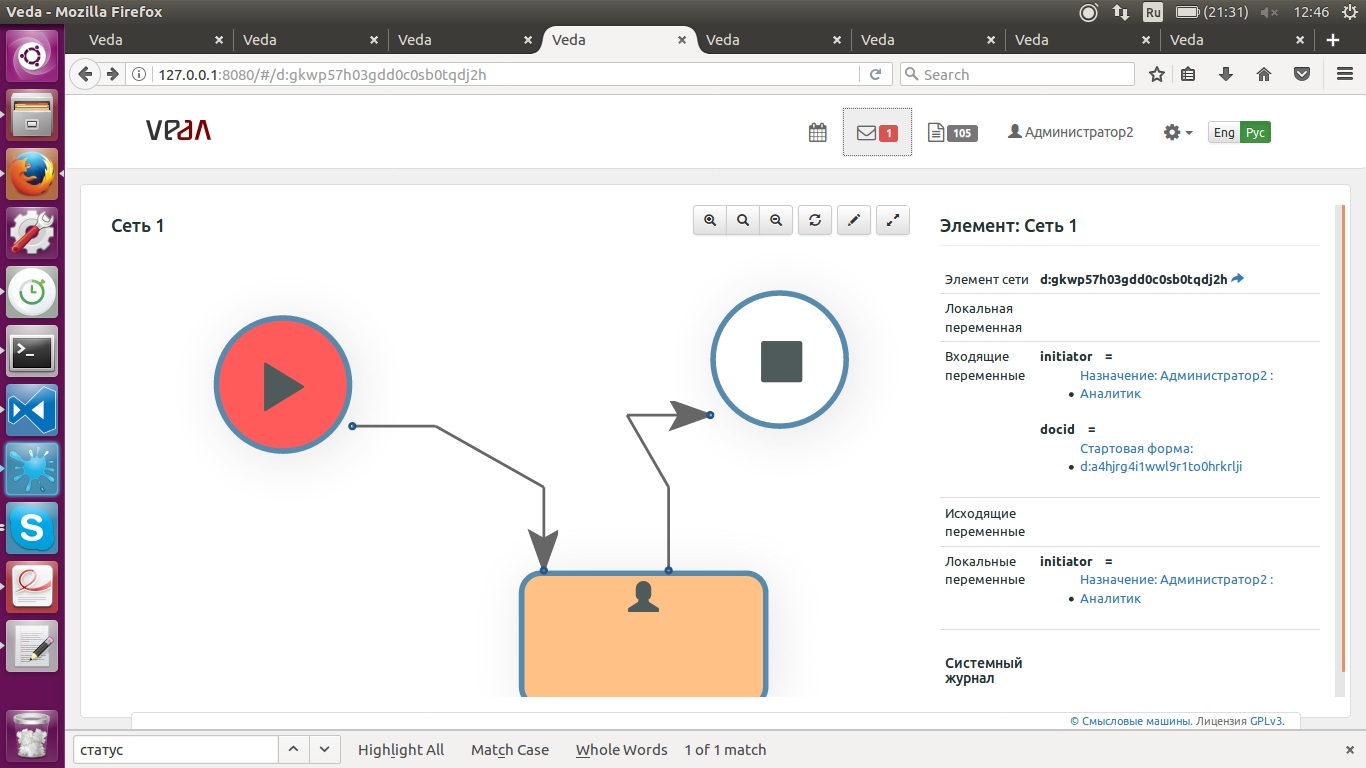 Veda - Mozilla Firefox
Ru
(21:31)
12:46
Veda
Veda
Veda
Veda
Veda
Veda
Veda
Veda
127.0.0.1:8080/#/d:gkwp57h03gdd0c0sb0tqdj2h
Search
veda
1
105
Администратор2
Eng
Рус
Сеть 1
Элемент: Сеть 1
Элемент сети
d:gkwp57h03gdd0c0sb0tqdj2h
Локальная
переменная
Входящие
переменные
initiator =
Назначение: Администратор2 :
Аналитик
docid =
Стартовая форма:
d:a4hjrg4i1wwl9r1to0hrkrlji
Исходящие
переменные
Локальные
переменные
initiator =
Назначение: Администратор2 :
Аналитик
Системный
журнал
© Смысловые машины. Лицензия GPLv3.
статус
Highlight All
Match Case
Whole Words
1 of 1 match